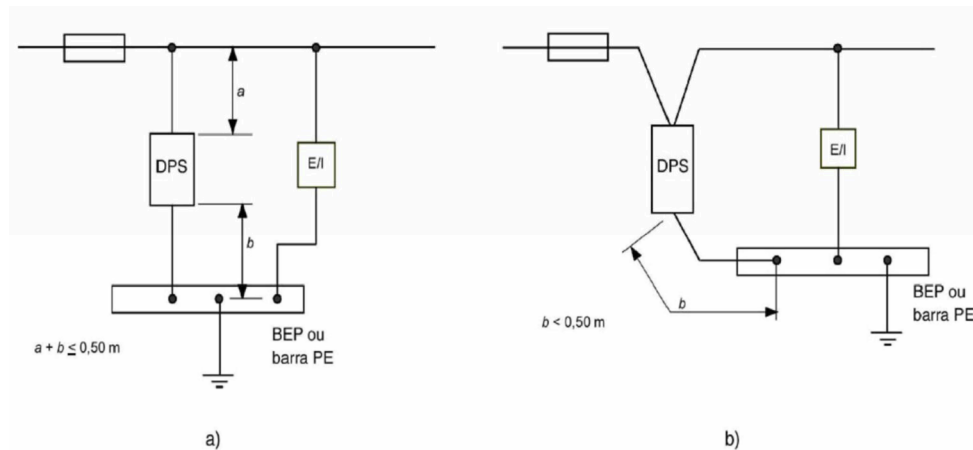 a
DPS
E/I
b
BEP ou
barra PE
a + b ≤ 0,50 m
a)
DPS
E/I
BEP ou
barra PE
b
b < 0,50 m
b)